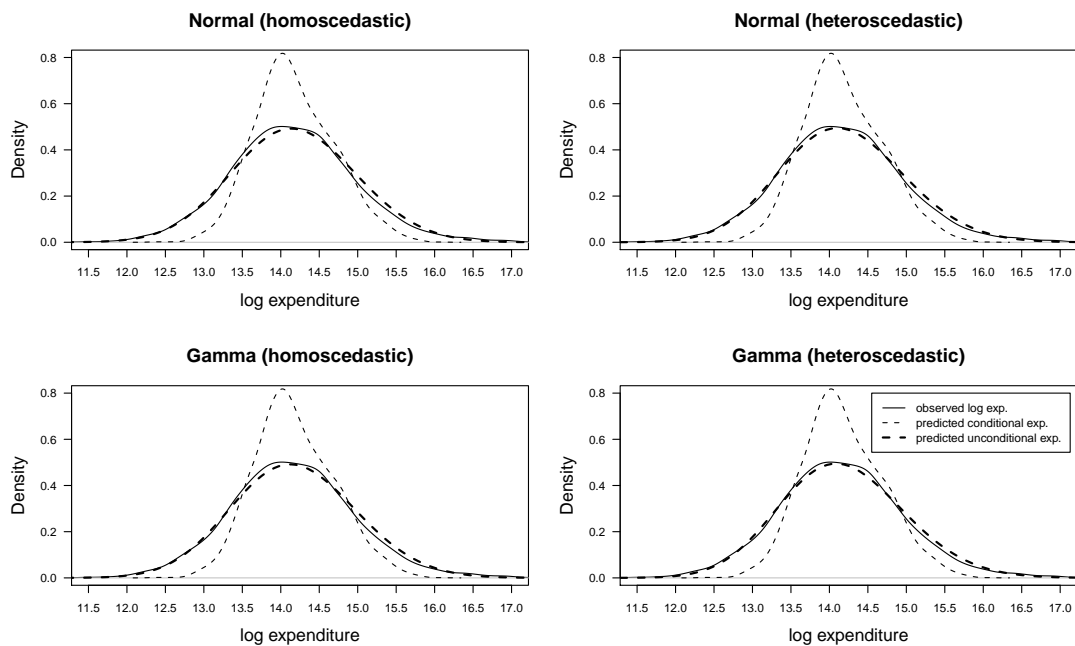 Normal (homoscedastic)
Density
0.8
0.6
0.4
0.2
0.0
11.5 12.0 12.5 13.0 13.5 14.0 14.5 15.0 15.5 16.0 16.5 17.0
log expenditure
Normal (heteroscedastic)
Density
0.8
0.6
0.4
0.2
0.0
11.5 12.0 12.5 13.0 13.5 14.0 14.5 15.0 15.5 16.0 16.5 17.0
log expenditure
Gamma (homoscedastic)
Density
0.8
0.6
0.4
0.2
0.0
11.5 12.0 12.5 13.0 13.5 14.0 14.5 15.0 15.5 16.0 16.5 17.0
log expenditure
Gamma (heteroscedastic)
Density
0.8
0.6
0.4
0.2
0.0
observed log exp.
predicted conditional exp.
predicted unconditional exp.
11.5 12.0 12.5 13.0 13.5 14.0 14.5 15.0 15.5 16.0 16.5 17.0
log expenditure